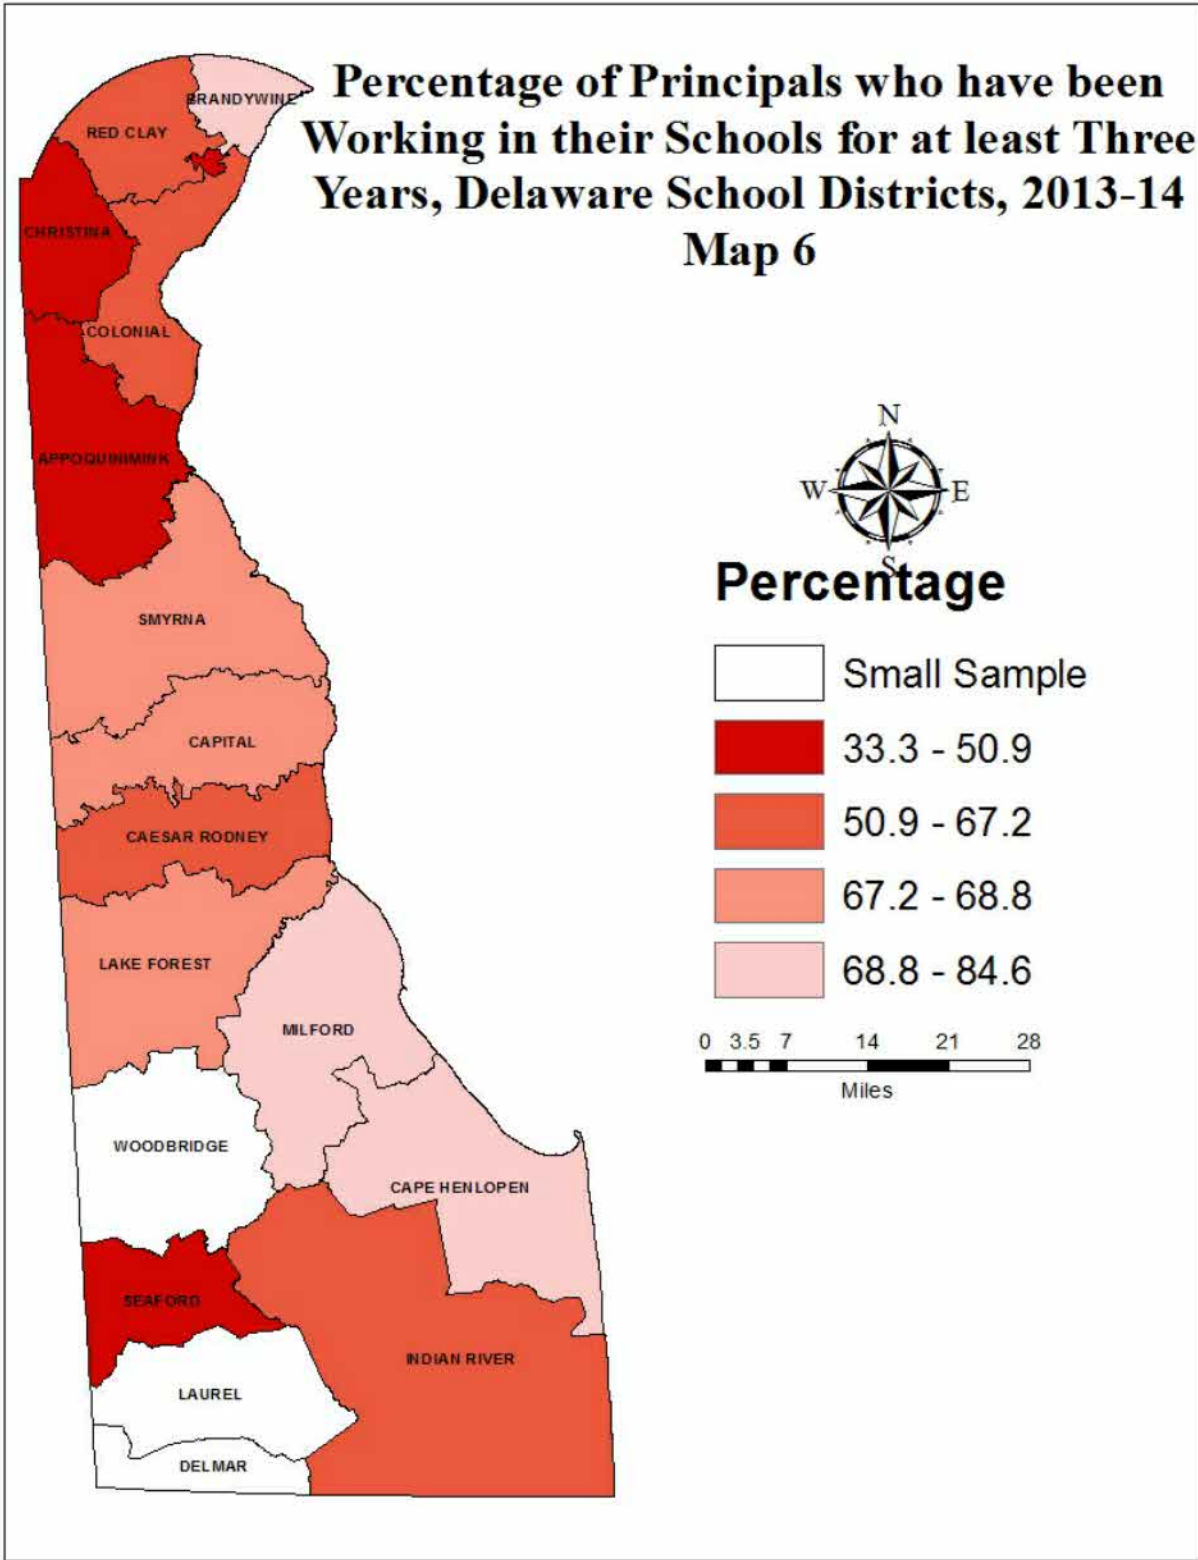 Percentage of Principals who have been
Working in their Schools for at least Three
Years, Delaware School Districts, 2013-14
Map 6
BRANDYWINE
RED CLAY
CHRISTINA
COLONIAL
APPOQUINIMINK
SMYRNA
CAPITAL
CAESAR RODNEY
LAKE FOREST
MILFORD
WOODBRIDGE
CAPE HENLOPEN
SEAFORD
INDIAN RIVER
LAUREL
DELMAR
N
W E
S
Percentage
Small Sample
33.3 - 50.9
50.9 - 67.2
67.2 - 68.8
68.8 - 84.6
0 3.5 7 14 21 28
Miles